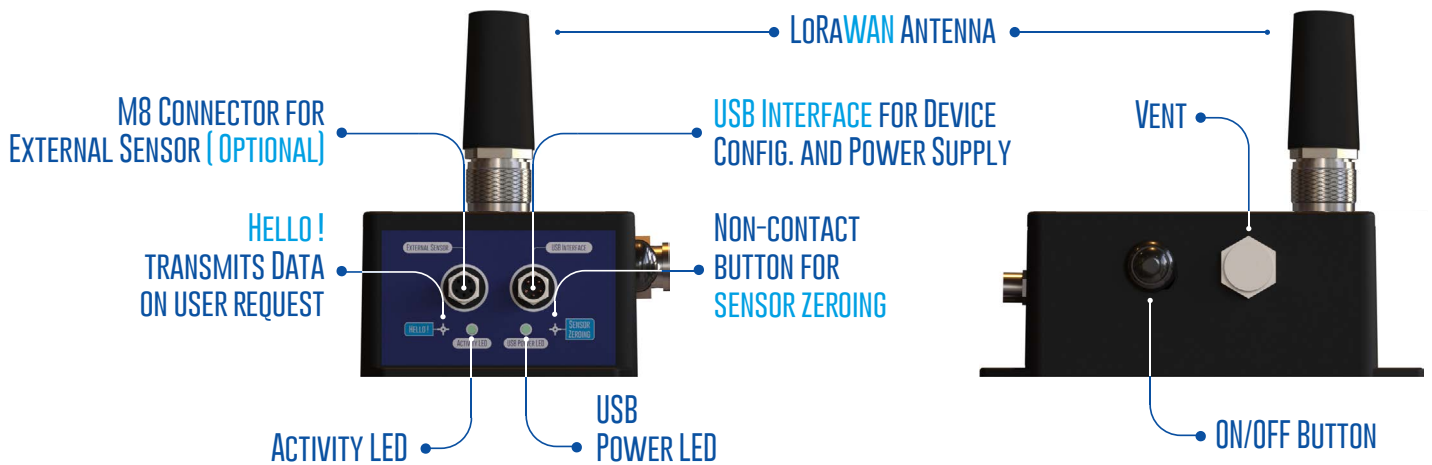 LoRaWAN Antenna
M8 Connector for
External Sensor ( Optional)
USB Interface for Device
Config. and Power Supply
Vent
Hello !
transmits Data
on user request
Non-contact
button for
sensor zeroing
External Sensor
USB Interface
Hello !
Activity LED
USB Power LED
Sensor
Zeroing
Activity LED
USB
Power LED
ON/OFF Button